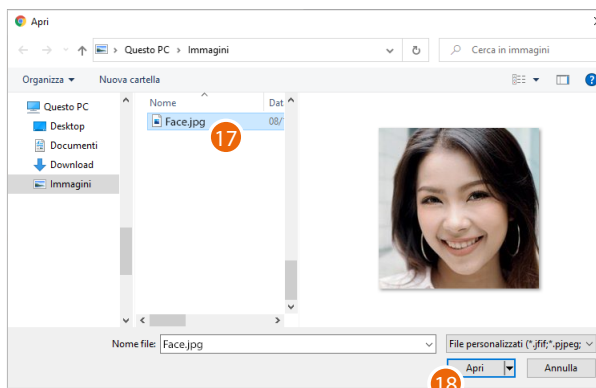 Apri
Questo PC > Immagini
Cerca in immagini
Organizza
Nuova cartella
Questo PC
Desktop
Documenti
Download
Immagini
Nome
Dat
Face.jpg
08/
17
Nome file:
Face.jpg
File personalizzati (*.jfif;*.pjpeg;
Apri
Annulla
18